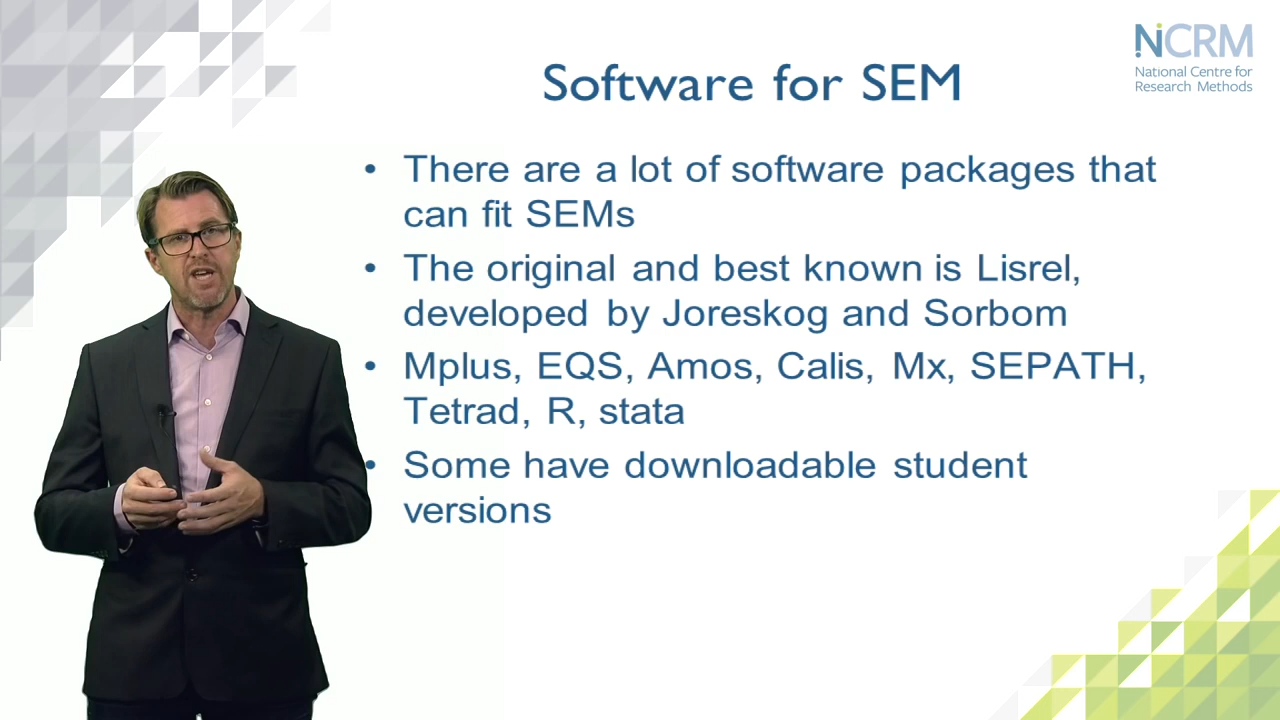 NCRM
National Centre for
Research Methods
Software for SEM
• There are a lot of software packages that
can fit SEMs
• The original and best known is Lisrel,
developed by Joreskog and Sorbom
• Mplus, EQS, Amos, Calis, Mx, SEPATH,
Tetrad, R, stata
• Some have downloadable student
versions